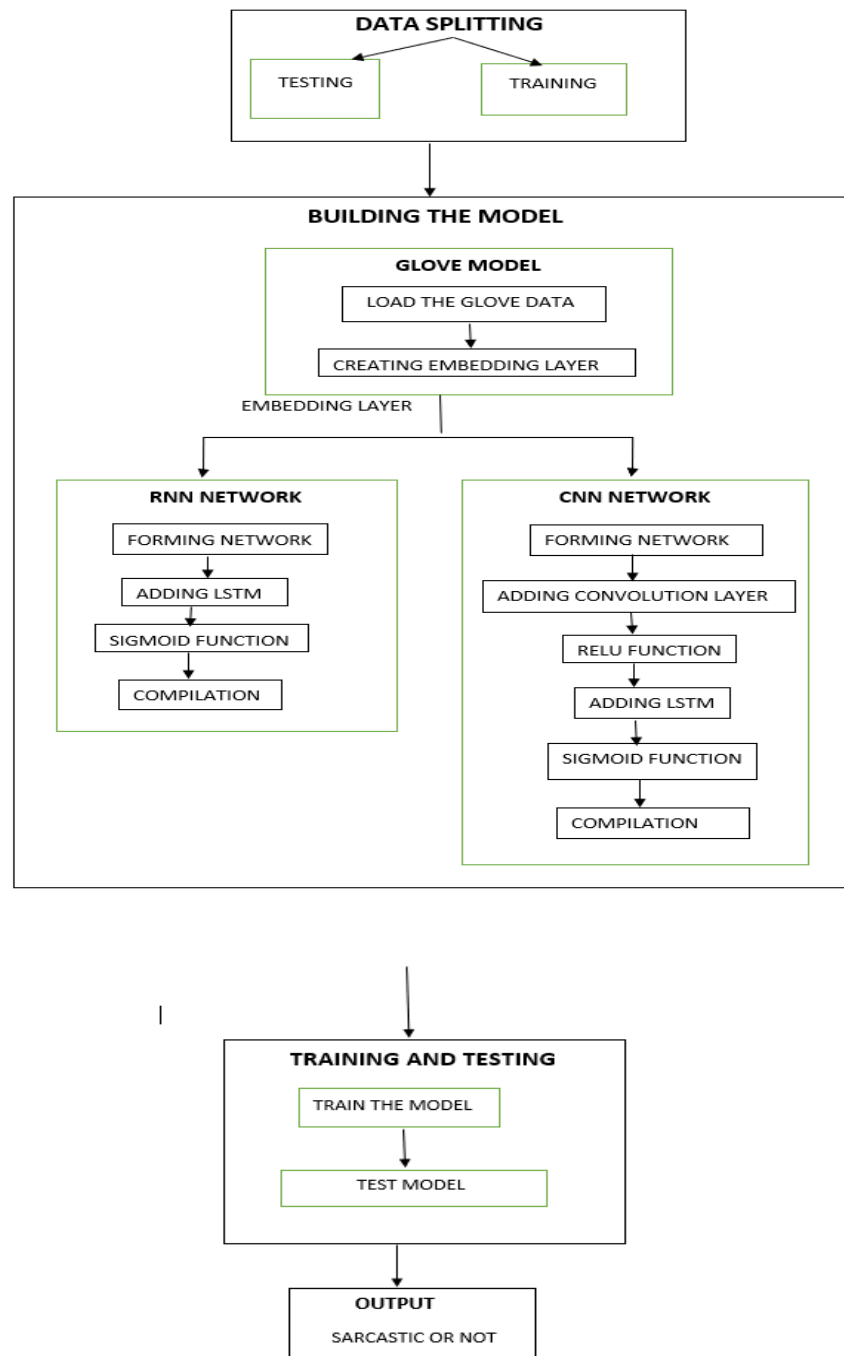 DATA SPLITTING
TESTING
TRAINING
BUILDING THE MODEL
GLOVE MODEL
LOAD THE GLOVE DATA
CREATING EMBEDDING LAYER
EMBEDDING LAYER
RNN NETWORK
FORMING NETWORK
ADDING LSTM
SIGMOID FUNCTION
COMPILATION
CNN NETWORK
FORMING NETWORK
ADDING CONVOLUTION LAYER
RELU FUNCTION
ADDING LSTM
SIGMOID FUNCTION
COMPILATION
TRAINING AND TESTING
TRAIN THE MODEL
TEST MODEL
OUTPUT
SARCASTIC OR NOT